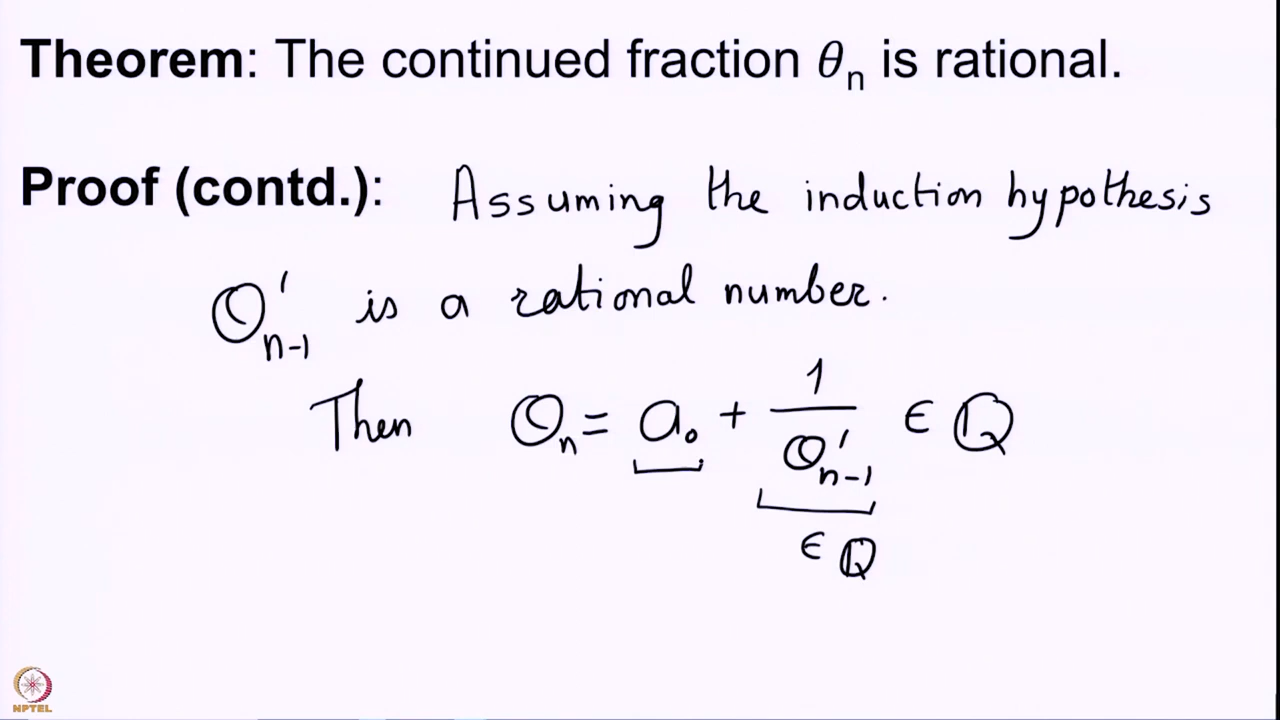 Theorem: The continued fraction θₙ is rational.
Proof (contd.): Assuming the induction hypothesis
θ'ₙ₋₁ is a rational number.
Then θₙ = a₀ + 1/θ'ₙ₋₁ ∈ ℚ
∈ ℚ
NPTEL